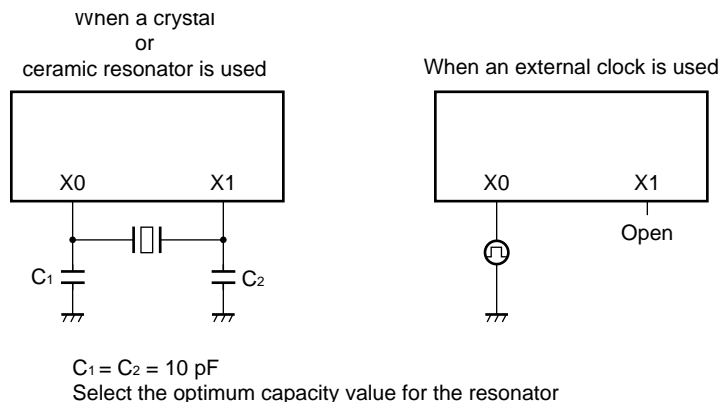 When a crystal
or
ceramic resonator is used
When an external clock is used
X0
X1
C1
C2
X0
X1
Open
C1 = C2 = 10 pF
Select the optimum capacity value for the resonator